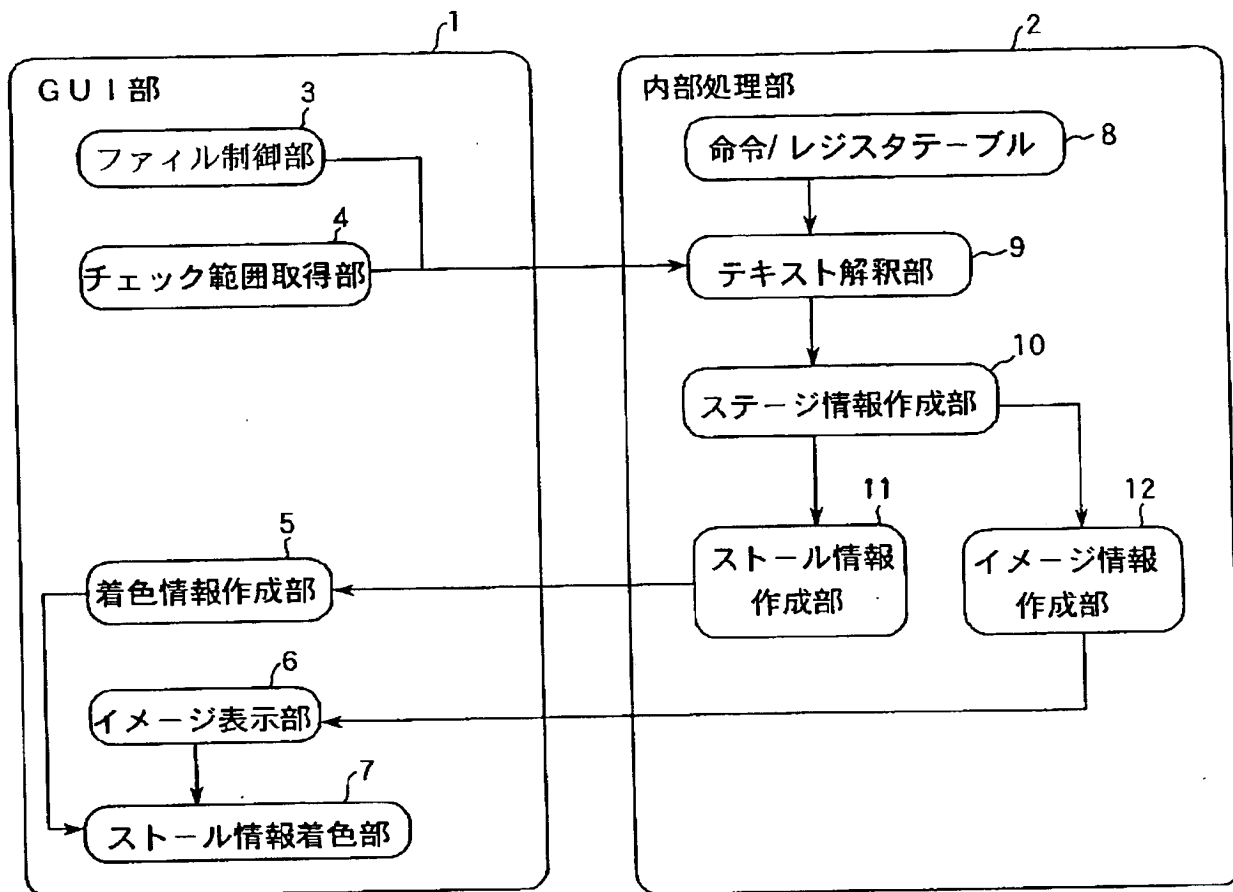 1
GUI部
3
ファイル制御部
4
チェック範囲取得部
5
着色情報作成部
6
イメージ表示部
7
ストール情報着色部
2
内部処理部
命令/レジスタテーブル
8
テキスト解釈部
9
10
ステージ情報作成部
11
ストール情報
作成部
12
イメージ情報
作成部